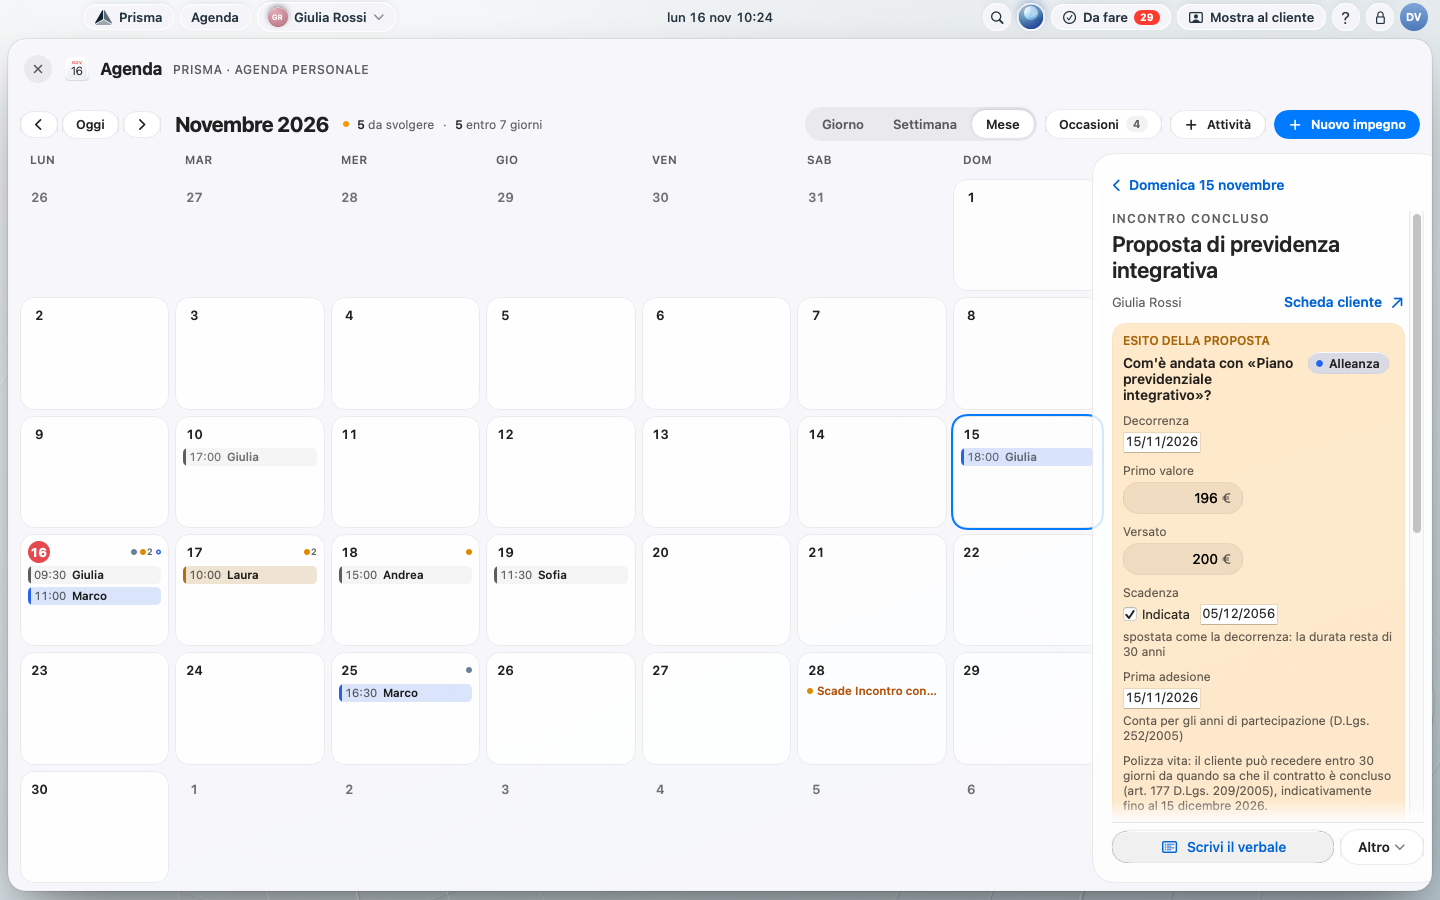 Prisma
Agenda
GR Giulia Rossi
lun 16 nov 10:24
Da fare 29
Mostra al cliente
?
DV
NOV
16
Agenda PRISMA · AGENDA PERSONALE
Oggi
Novembre 2026
5 da svolgere · 5 entro 7 giorni
Giorno Settimana Mese
Occasioni 4
+ Attività
+ Nuovo impegno
LUN MAR MER GIO VEN SAB DOM
26 27 28 29 30 31 1
2 3 4 5 6 7 8
9 10 11 12 13 14 15
17:00 Giulia
18:00 Giulia
16 2 17 2 18 19 20 21 22
09:30 Giulia
11:00 Marco
10:00 Laura
15:00 Andrea
11:30 Sofia
23 24 25 26 27 28 29
16:30 Marco
Scade Incontro con...
30 1 2 3 4 5 6
Domenica 15 novembre
INCONTRO CONCLUSO
Proposta di previdenza
integrativa
Giulia Rossi
Scheda cliente
ESITO DELLA PROPOSTA
Com'è andata con «Piano
previdenziale
integrativo»?
Alleanza
Decorrenza
15/11/2026
Primo valore
196 €
Versato
200 €
Scadenza
Indicata 05/12/2056
spostata come la decorrenza: la durata resta di
30 anni
Prima adesione
15/11/2026
Conta per gli anni di partecipazione (D.Lgs.
252/2005)
Polizza vita: il cliente può recedere entro 30
giorni da quando sa che il contratto è concluso
(art. 177 D.Lgs. 209/2005), indicativamente
fino al 15 dicembre 2026.
Scrivi il verbale
Altro